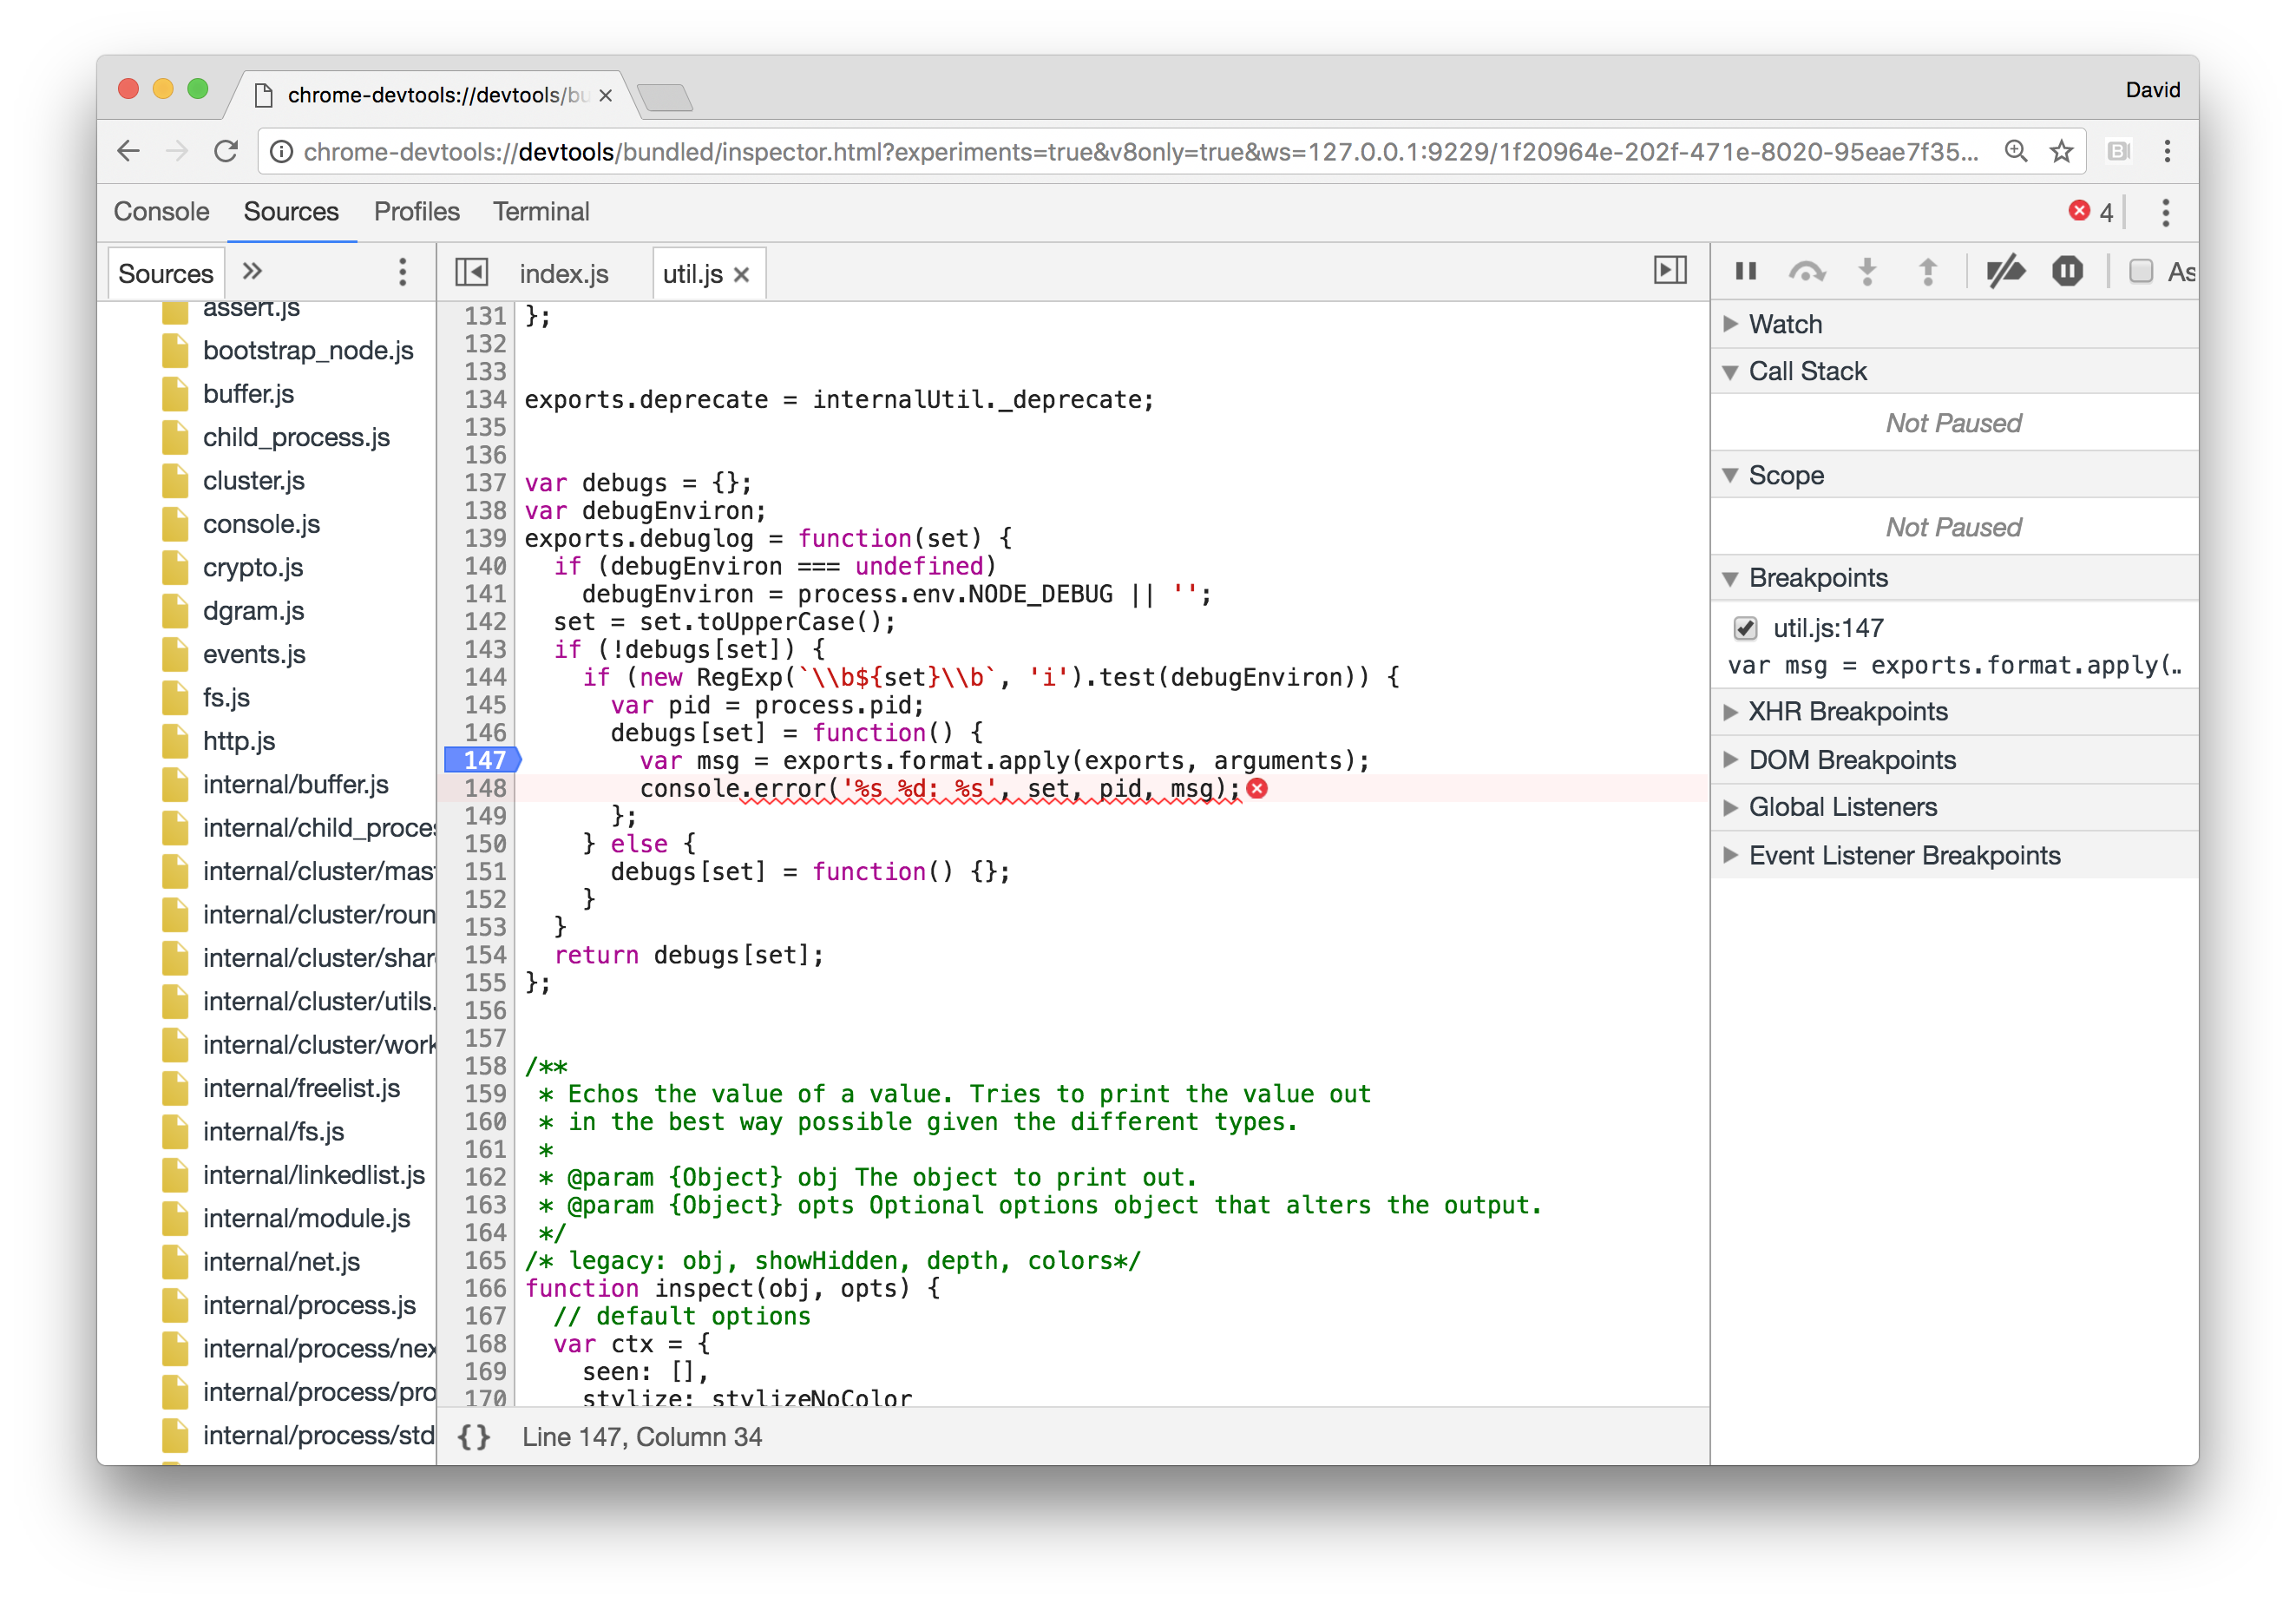 chrome-devtools://devtools/bu
David
chrome-devtools://devtools/bundled/inspector.html?experiments=true&v8only=true&ws=127.0.0.1:9229/1f20964e-202f-471e-8020-95eae7f35...
Console Sources Profiles Terminal 4
Sources
index.js util.js
As
assert.js
bootstrap_node.js
buffer.js
child_process.js
cluster.js
console.js
crypto.js
dgram.js
events.js
fs.js
http.js
internal/buffer.js
internal/child_proce
internal/cluster/mas
internal/cluster/roun
internal/cluster/shar
internal/cluster/utils.
internal/cluster/work
internal/freelist.js
internal/fs.js
internal/linkedlist.js
internal/module.js
internal/net.js
internal/process.js
internal/process/nex
internal/process/pro
internal/process/std
131 };
132
133
134 exports.deprecate = internalUtil._deprecate;
135
136
137 var debugs = {};
138 var debugEnviron;
139 exports.debuglog = function(set) {
140   if (debugEnviron === undefined)
141     debugEnviron = process.env.NODE_DEBUG || '';
142   set = set.toUpperCase();
143   if (!debugs[set]) {
144     if (new RegExp(`\\b${set}\\b`, 'i').test(debugEnviron)) {
145       var pid = process.pid;
146       debugs[set] = function() {
147         var msg = exports.format.apply(exports, arguments);
148         console.error('%s %d: %s', set, pid, msg);
149       };
150     } else {
151       debugs[set] = function() {};
152     }
153   }
154   return debugs[set];
155 };
156
157
158 /**
159  * Echos the value of a value. Tries to print the value out
160  * in the best way possible given the different types.
161  *
162  * @param {Object} obj The object to print out.
163  * @param {Object} opts Optional options object that alters the output.
164  */
165 /* legacy: obj, showHidden, depth, colors*/
166 function inspect(obj, opts) {
167   // default options
168   var ctx = {
169     seen: [],
170     stylize: stylizeNoColor
{} Line 147, Column 34
Watch
Call Stack
Not Paused
Scope
Not Paused
Breakpoints
util.js:147
var msg = exports.format.apply(…
XHR Breakpoints
DOM Breakpoints
Global Listeners
Event Listener Breakpoints